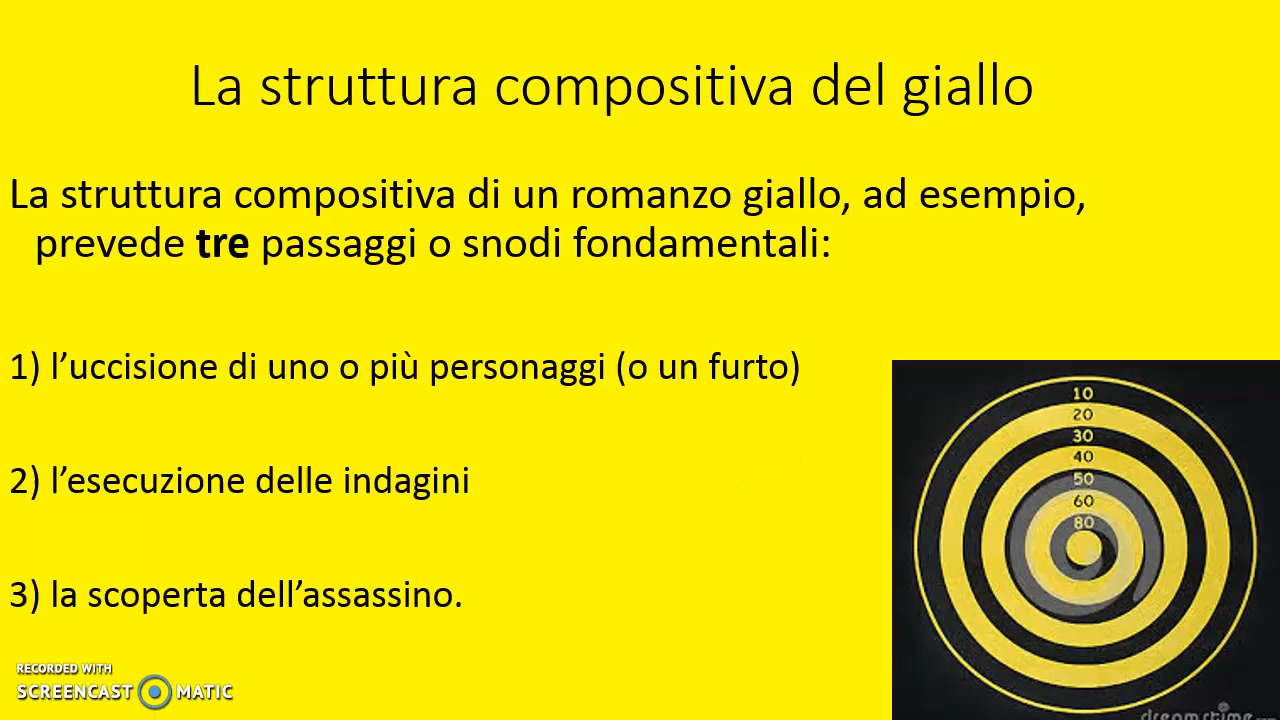 La struttura compositiva del giallo
La struttura compositiva di un romanzo giallo, ad esempio,
prevede tre passaggi o snodi fondamentali:
1) l’uccisione di uno o più personaggi (o un furto)
2) l’esecuzione delle indagini
3) la scoperta dell’assassino.
10
20
30
40
50
60
80
RECORDED WITH
SCREENCAST MATIC
dreamstime